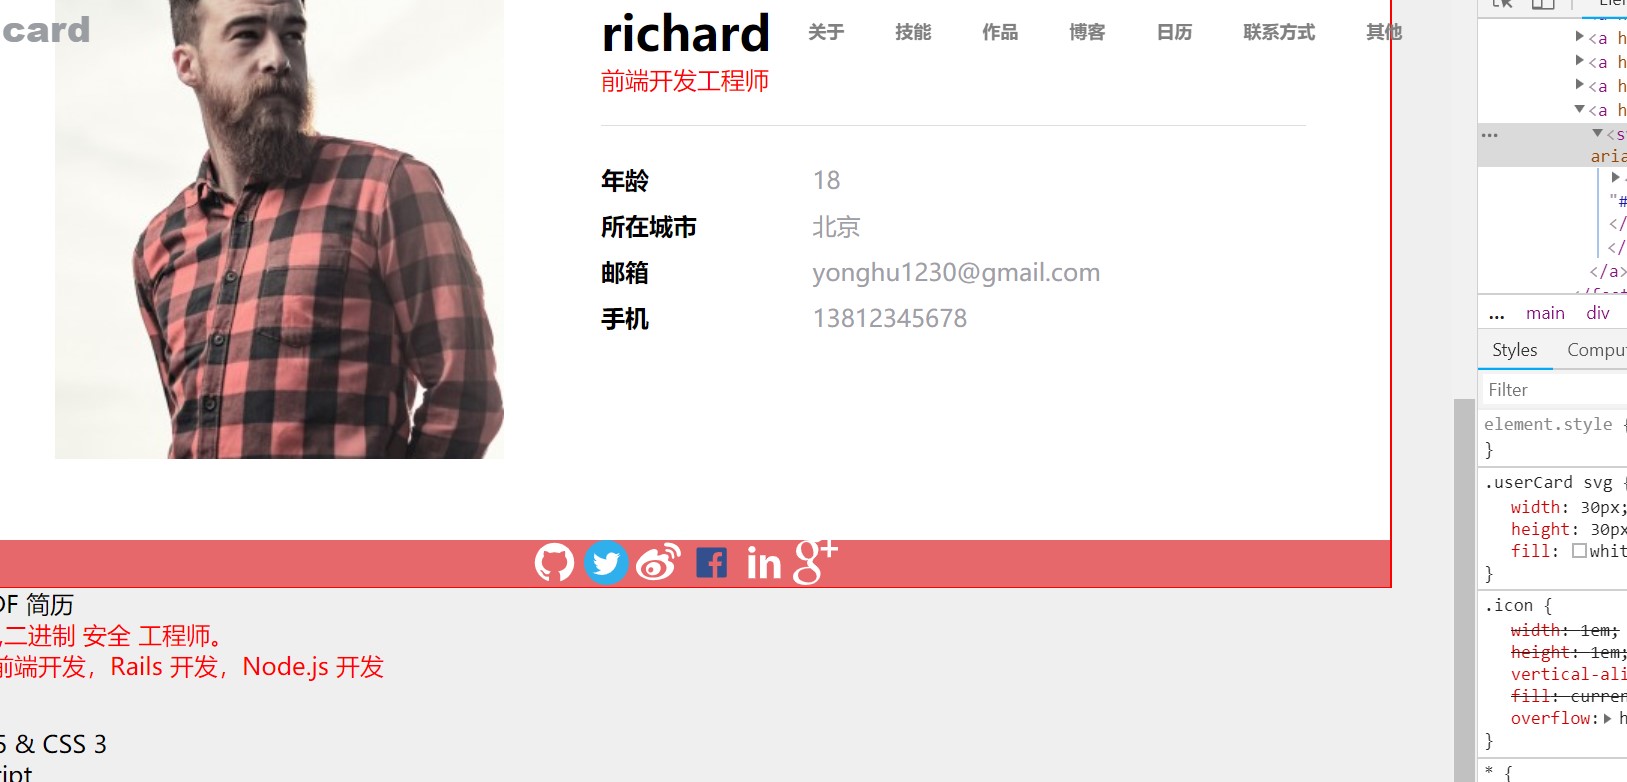 card
richard
关于 技能 作品 博客 日历 联系方式 其他
前端开发工程师
年龄 18
所在城市 北京
邮箱 yonghu1230@gmail.com
手机 13812345678
in g+
DF 简历
,二进制 安全 工程师。
前端开发，Rails 开发，Node.js 开发
5 & CSS 3
ript
<a h
<a h
<a h
<a h
... <s
aria
<
"#
</
</
</a>
... main div
Styles Compu
Filter
element.style {
}
.userCard svg {
width: 30px;
height: 30px
fill: whit
}
.icon {
width: 1em;
height: 1em;
vertical-ali
fill: curren
overflow: h
}
* {